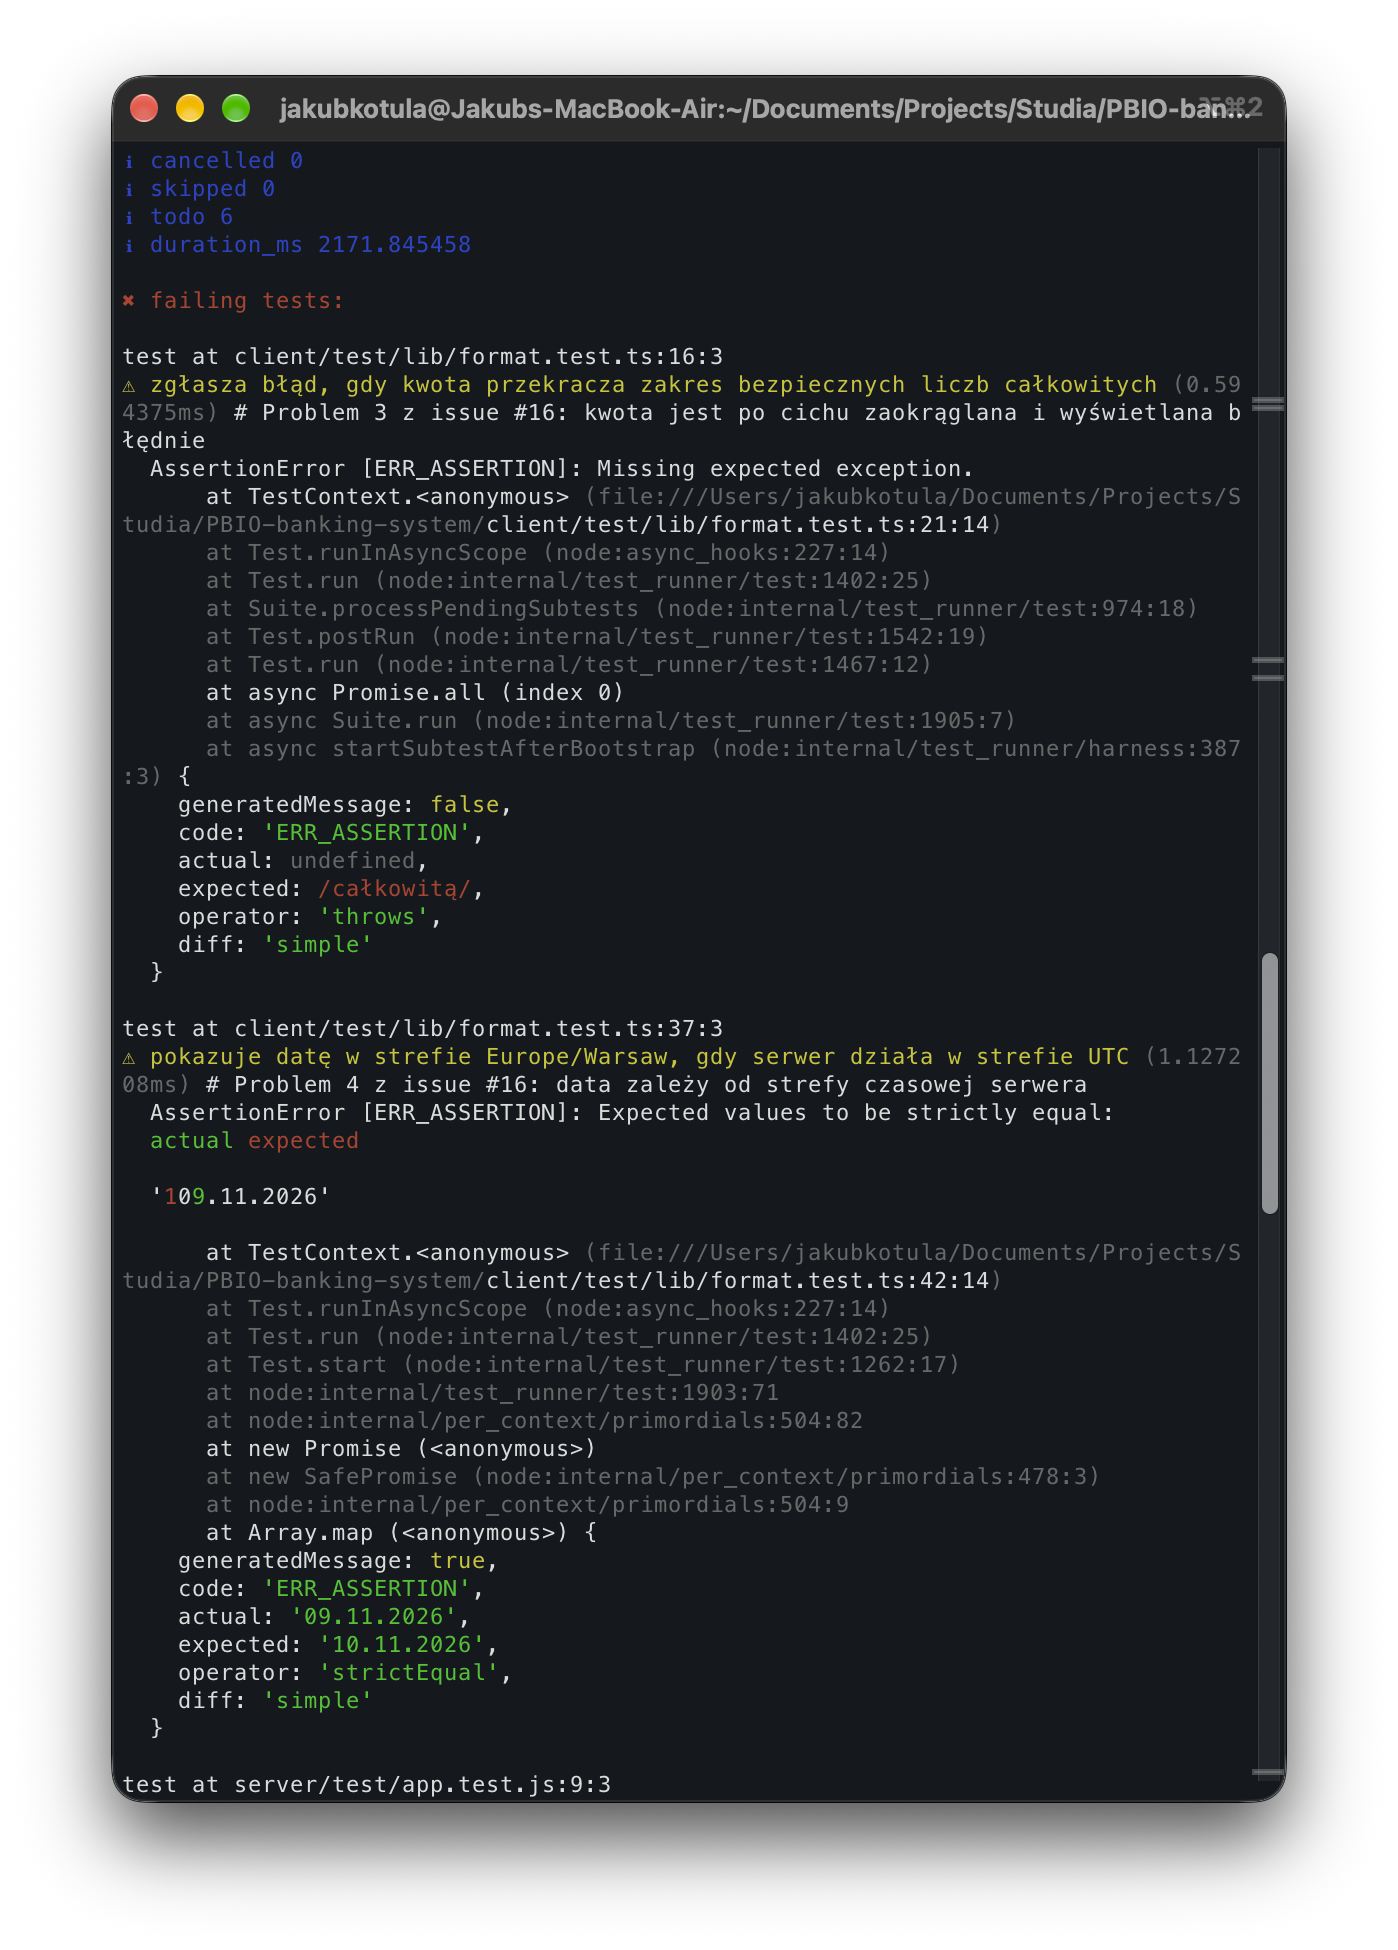 jakubkotula@Jakubs-MacBook-Air:~/Documents/Projects/Studia/PBIO-ban... ⌘2
ℹ cancelled 0
ℹ skipped 0
ℹ todo 6
ℹ duration_ms 2171.845458
✖ failing tests:
test at client/test/lib/format.test.ts:16:3
⚠ zgłasza błąd, gdy kwota przekracza zakres bezpiecznych liczb całkowitych (0.59
4375ms) # Problem 3 z issue #16: kwota jest po cichu zaokrąglana i wyświetlana b
łędnie
  AssertionError [ERR_ASSERTION]: Missing expected exception.
      at TestContext.<anonymous> (file:///Users/jakubkotula/Documents/Projects/S
tudia/PBIO-banking-system/client/test/lib/format.test.ts:21:14)
      at Test.runInAsyncScope (node:async_hooks:227:14)
      at Test.run (node:internal/test_runner/test:1402:25)
      at Suite.processPendingSubtests (node:internal/test_runner/test:974:18)
      at Test.postRun (node:internal/test_runner/test:1542:19)
      at Test.run (node:internal/test_runner/test:1467:12)
      at async Promise.all (index 0)
      at async Suite.run (node:internal/test_runner/test:1905:7)
      at async startSubtestAfterBootstrap (node:internal/test_runner/harness:387
:3) {
    generatedMessage: false,
    code: 'ERR_ASSERTION',
    actual: undefined,
    expected: /całkowitą/,
    operator: 'throws',
    diff: 'simple'
  }
test at client/test/lib/format.test.ts:37:3
⚠ pokazuje datę w strefie Europe/Warsaw, gdy serwer działa w strefie UTC (1.1272
08ms) # Problem 4 z issue #16: data zależy od strefy czasowej serwera
  AssertionError [ERR_ASSERTION]: Expected values to be strictly equal:
  actual expected
  '109.11.2026'
      at TestContext.<anonymous> (file:///Users/jakubkotula/Documents/Projects/S
tudia/PBIO-banking-system/client/test/lib/format.test.ts:42:14)
      at Test.runInAsyncScope (node:async_hooks:227:14)
      at Test.run (node:internal/test_runner/test:1402:25)
      at Test.start (node:internal/test_runner/test:1262:17)
      at node:internal/test_runner/test:1903:71
      at node:internal/per_context/primordials:504:82
      at new Promise (<anonymous>)
      at new SafePromise (node:internal/per_context/primordials:478:3)
      at node:internal/per_context/primordials:504:9
      at Array.map (<anonymous>) {
    generatedMessage: true,
    code: 'ERR_ASSERTION',
    actual: '09.11.2026',
    expected: '10.11.2026',
    operator: 'strictEqual',
    diff: 'simple'
  }
test at server/test/app.test.js:9:3